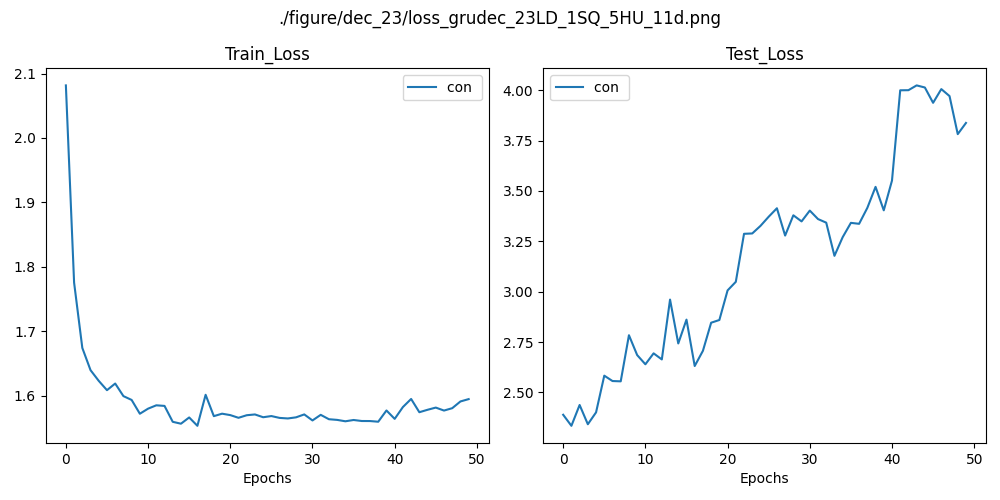 ./figure/dec_23/loss_grudec_23LD_1SQ_5HU_11d.png
Train_Loss
con
2.1
2.0
1.9
1.8
1.7
1.6
0 10 20 30 40 50
Epochs
Test_Loss
con
4.00
3.75
3.50
3.25
3.00
2.75
2.50
0 10 20 30 40 50
Epochs